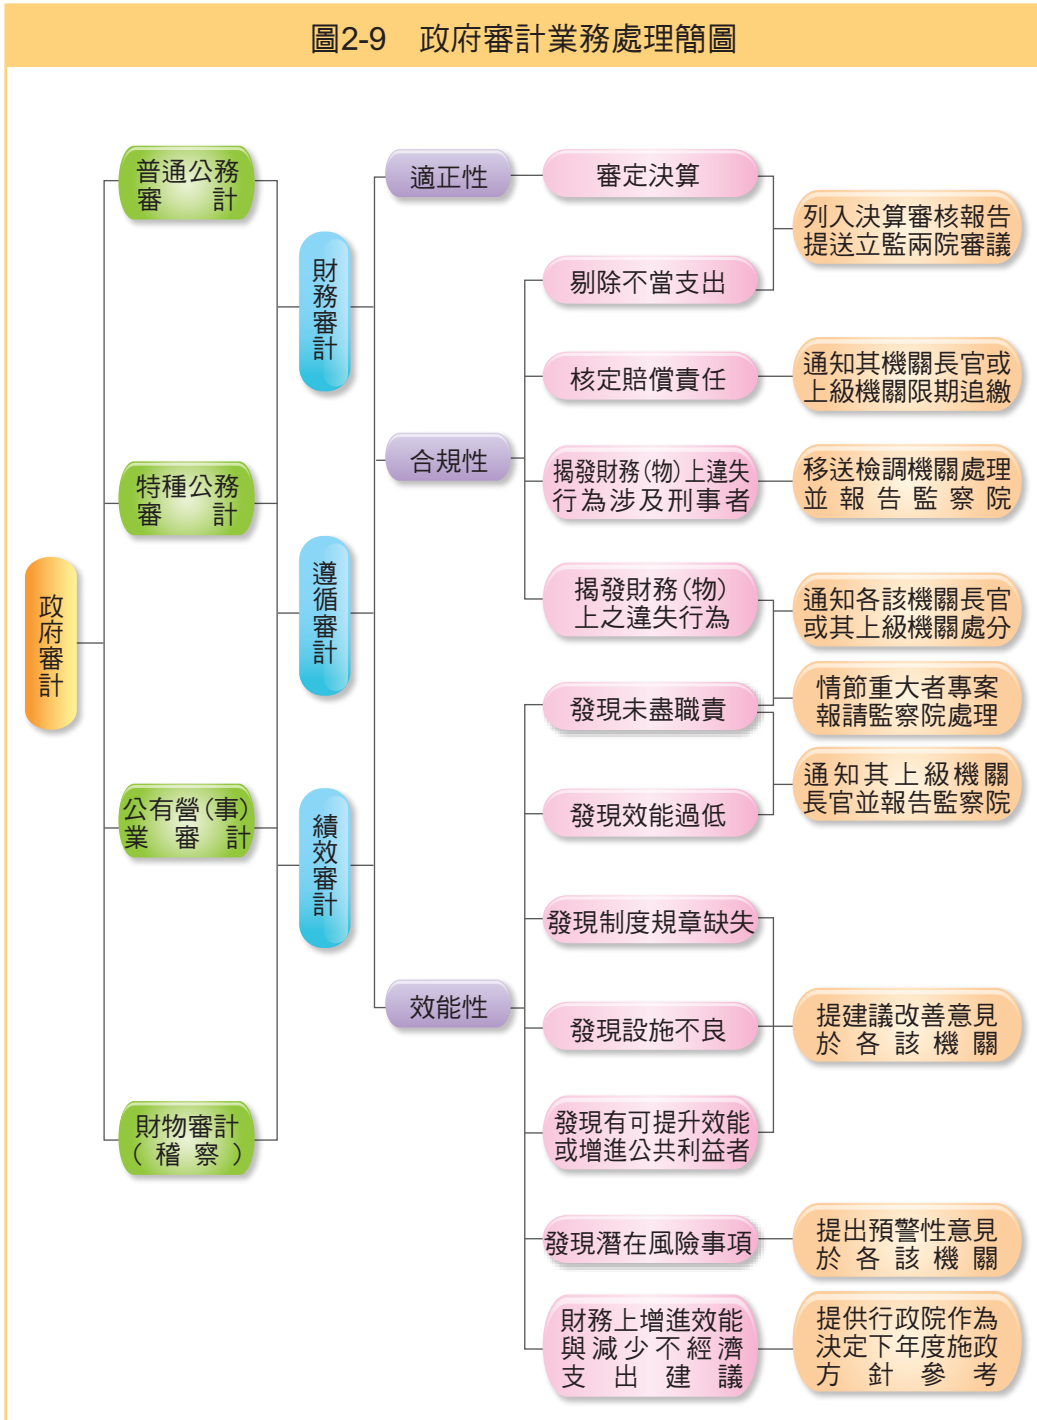 圖2-9　政府審計業務處理簡圖
政府審計
普通公務
審計
特種公務
審計
公有營(事)
業審計
財物審計
(稽察)
財務審計
遵循審計
績效審計
適正性
合規性
效能性
審定決算
剔除不當支出
核定賠償責任
揭發財務(物)上違失
行為涉及刑事者
揭發財務(物)
上之違失行為
發現未盡職責
發現效能過低
發現制度規章缺失
發現設施不良
發現有可提升效能
或增進公共利益者
發現潛在風險事項
財務上增進效能
與減少不經濟
支出建議
列入決算審核報告
提送立監兩院審議
通知其機關長官或
上級機關限期追繳
移送檢調機關處理
並報告監察院
通知各該機關長官
或其上級機關處分
情節重大者專案
報請監察院處理
通知其上級機關
長官並報告監察院
提建議改善意見
於各該機關
提出預警性意見
於各該機關
提供行政院作為
決定下年度施政
方針參考